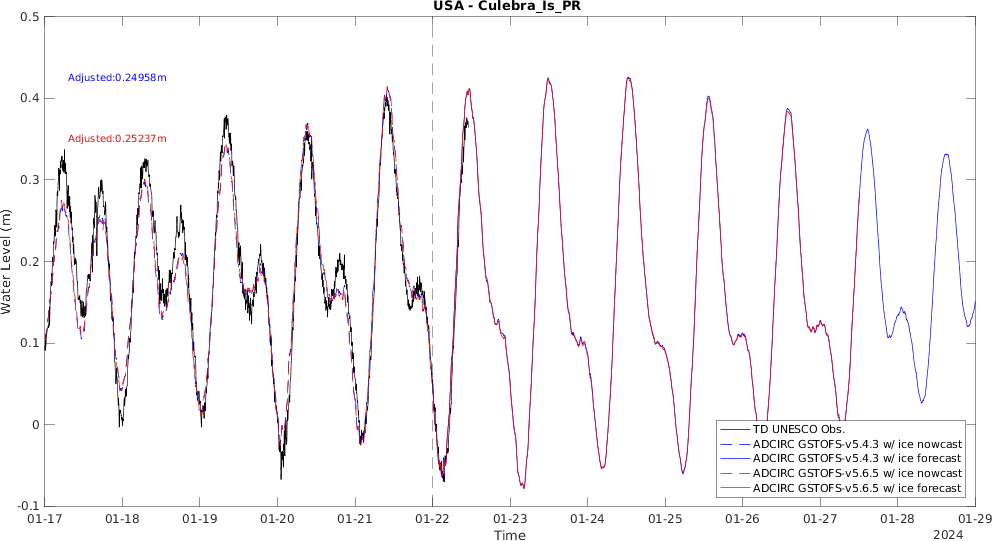 USA - Culebra_Is_PR
0.5
0.4
0.3
0.2
0.1
0
-0.1
Water Level (m)
Adjusted:0.24958m
Adjusted:0.25237m
TD UNESCO Obs.
ADCIRC GSTOFS-v5.4.3 w/ ice nowcast
ADCIRC GSTOFS-v5.4.3 w/ ice forecast
ADCIRC GSTOFS-v5.6.5 w/ ice nowcast
ADCIRC GSTOFS-v5.6.5 w/ ice forecast
01-17 01-18 01-19 01-20 01-21 01-22 01-23 01-24 01-25 01-26 01-27 01-28 01-29
Time
2024